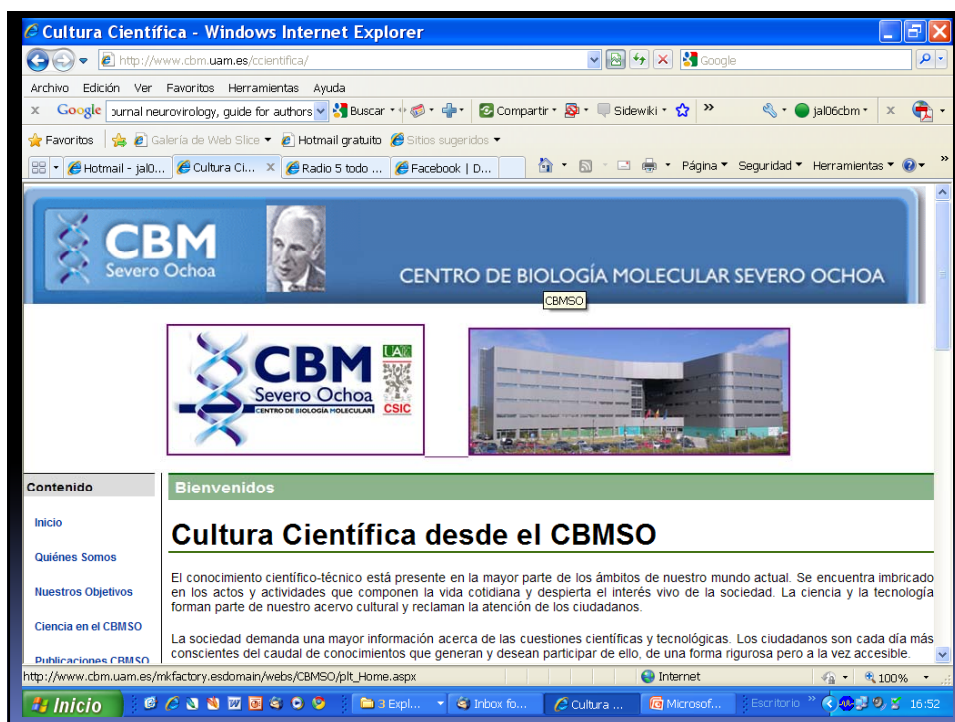 Cultura Científica - Windows Internet Explorer
http://www.cbm.uam.es/ccientifica/
Google
Archivo Edición Ver Favoritos Herramientas Ayuda
x Google ournal neurovirology, guide for authors Buscar Compartir Sidewiki » jal06cbm x
Favoritos Galería de Web Slice Hotmail gratuito Sitios sugeridos
Hotmail - jal0... Cultura Ci... x Radio 5 todo ... Facebook | D... Página Seguridad Herramientas »
CBM
Severo Ochoa
CENTRO DE BIOLOGÍA MOLECULAR SEVERO OCHOA
CBMSO
CBM
Severo Ochoa
CENTRO DE BIOLOGÍA MOLECULAR
CSIC
Contenido
Inicio
Quiénes Somos
Nuestros Objetivos
Ciencia en el CBMSO
Publicaciones CBMSO
Bienvenidos
Cultura Científica desde el CBMSO
El conocimiento científico-técnico está presente en la mayor parte de los ámbitos de nuestro mundo actual. Se encuentra imbricado
en los actos y actividades que componen la vida cotidiana y despierta el interés vivo de la sociedad. La ciencia y la tecnología
forman parte de nuestro acervo cultural y reclaman la atención de los ciudadanos.
La sociedad demanda una mayor información acerca de las cuestiones científicas y tecnológicas. Los ciudadanos son cada día más
conscientes del caudal de conocimientos que generan y desean participar de ello, de una forma rigurosa pero a la vez accesible.
http://www.cbm.uam.es/mkfactory.esdomain/webs/CBMSO/plt_Home.aspx Internet 100%
Inicio 3 Expl... Inbox fo... Cultura ... Microsof... Escritorio » 16:52